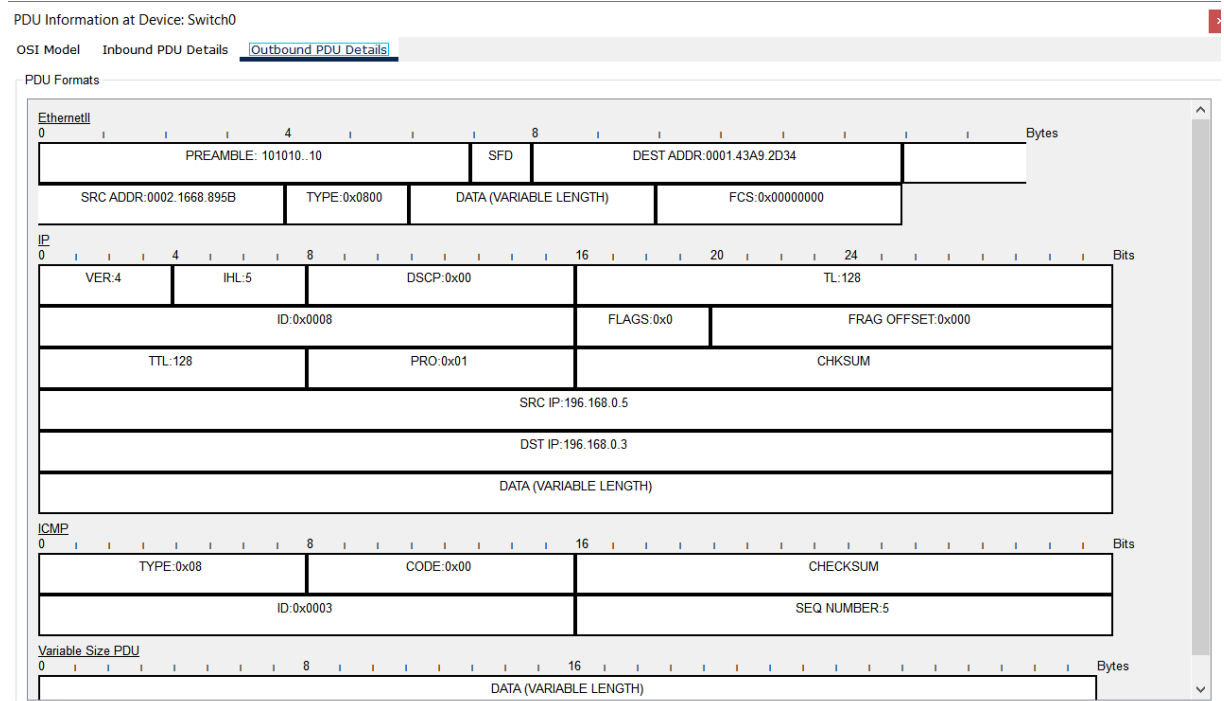 PDU Information at Device: Switch0
OSI Model Inbound PDU Details Outbound PDU Details
PDU Formats
EthernetII
0 4 8 Bytes
PREAMBLE: 101010..10 SFD DEST ADDR:0001.43A9.2D34
SRC ADDR:0002.1668.895B TYPE:0x0800 DATA (VARIABLE LENGTH) FCS:0x00000000
IP
0 4 8 16 20 24 Bits
VER:4 IHL:5 DSCP:0x00 TL:128
ID:0x0008 FLAGS:0x0 FRAG OFFSET:0x000
TTL:128 PRO:0x01 CHKSUM
SRC IP:196.168.0.5
DST IP:196.168.0.3
DATA (VARIABLE LENGTH)
ICMP
0 8 16 Bits
TYPE:0x08 CODE:0x00 CHECKSUM
ID:0x0003 SEQ NUMBER:5
Variable Size PDU
0 8 16 Bytes
DATA (VARIABLE LENGTH)